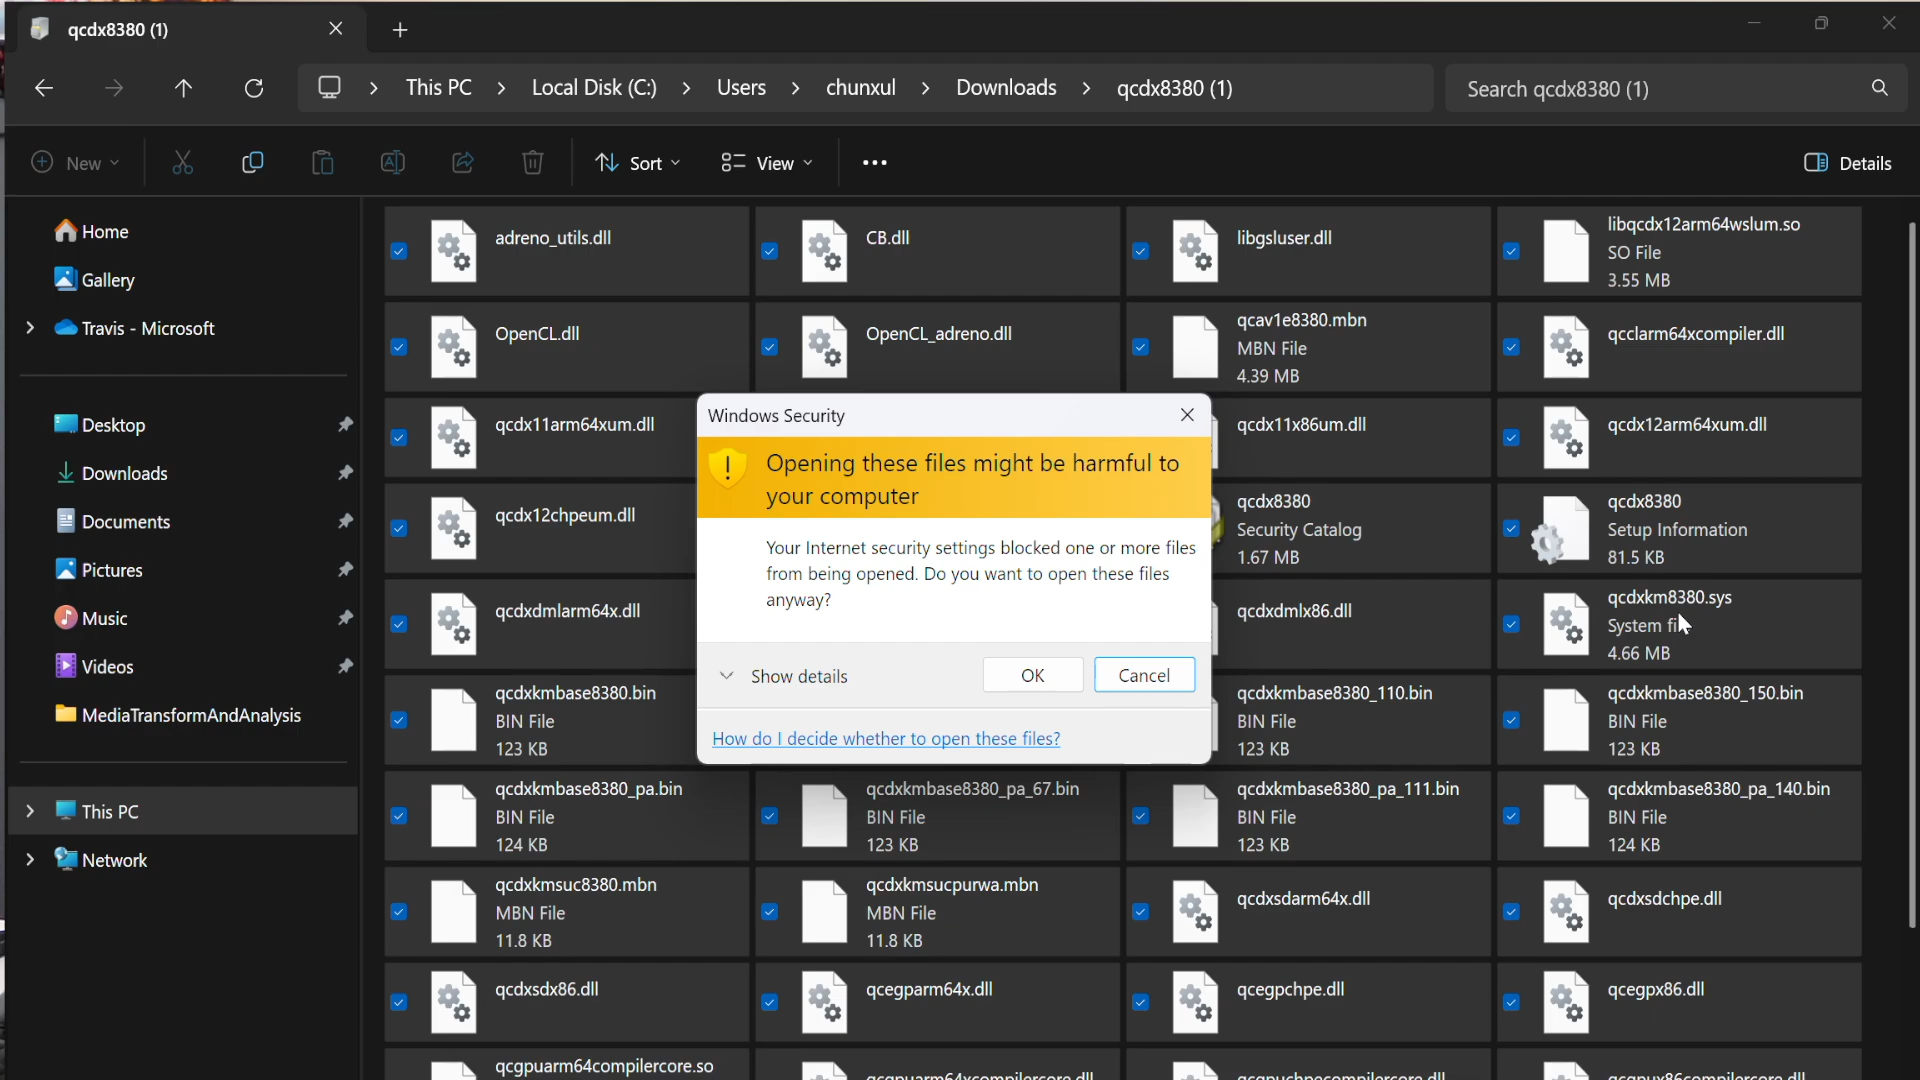 qcdx8380 (1)
This PC > Local Disk (C:) > Users > chunxul > Downloads > qcdx8380 (1)
Search qcdx8380 (1)
New
Sort
View
Details
Home
Gallery
Travis - Microsoft
Desktop
Downloads
Documents
Pictures
Music
Videos
MediaTransformAndAnalysis
This PC
Network
adreno_utils.dll
CB.dll
libgsluser.dll
libqcdx12arm64wslum.so
SO File
3.55 MB
OpenCL.dll
OpenCL_adreno.dll
qcav1e8380.mbn
MBN File
4.39 MB
qcclarm64xcompiler.dll
qcdx11arm64xum.dll
qcdx11x86um.dll
qcdx12arm64xum.dll
qcdx12chpeum.dll
qcdx8380
Security Catalog
1.67 MB
qcdx8380
Setup Information
81.5 KB
qcdxdmlarm64x.dll
qcdxdmlx86.dll
qcdxkm8380.sys
System
4.66 MB
qcdxkmbase8380.bin
BIN File
123 KB
qcdxkmbase8380_110.bin
BIN File
123 KB
qcdxkmbase8380_150.bin
BIN File
123 KB
Windows Security
Opening these files might be harmful to
your computer
Your Internet security settings blocked one or more files
from being opened. Do you want to open these files
anyway?
Show details
OK
Cancel
How do I decide whether to open these files?
qcdxkmbase8380_pa.bin
BIN File
124 KB
qcdxkmbase8380_pa_67.bin
BIN File
123 KB
qcdxkmbase8380_pa_111.bin
BIN File
123 KB
qcdxkmbase8380_pa_140.bin
BIN File
124 KB
qcdxkmsuc8380.mbn
MBN File
11.8 KB
qcdxkmsucpurwa.mbn
MBN File
11.8 KB
qcdxsdarm64x.dll
qcdxsdchpe.dll
qcdxsdx86.dll
qcegparm64x.dll
qcegpchpe.dll
qcegpx86.dll
qcgpuarm64compilercore.so
qcgpuarm64xcompilercore.dll
qcgpuchpecompilercore.dll
qcgpux86compilercore.dll